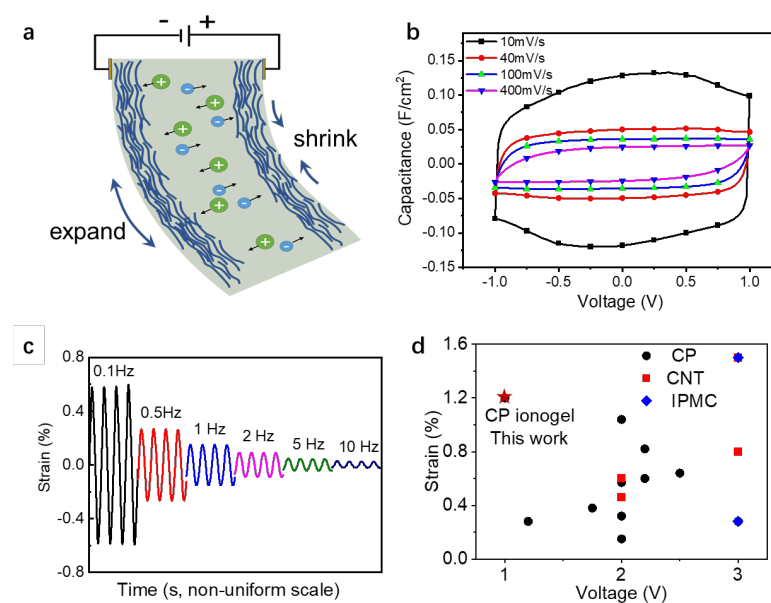 a
- +
+ -
shrink
expand
b
10mV/s
40mV/s
100mV/s
400mV/s
Capacitance (F/cm2)
0.15
0.10
0.05
0.00
-0.05
-0.10
-0.15
-1.0 -0.5 0.0 0.5 1.0
Voltage (V)
c
0.8
0.4
0.0
-0.4
-0.8
Strain (%)
0.1Hz
0.5Hz
1 Hz
2 Hz
5 Hz
10 Hz
Time (s, non-uniform scale)
d
1.6
1.2
0.8
0.4
0.0
Strain (%)
CP
CNT
IPMC
CP ionogel
This work
1 2 3
Voltage (V)